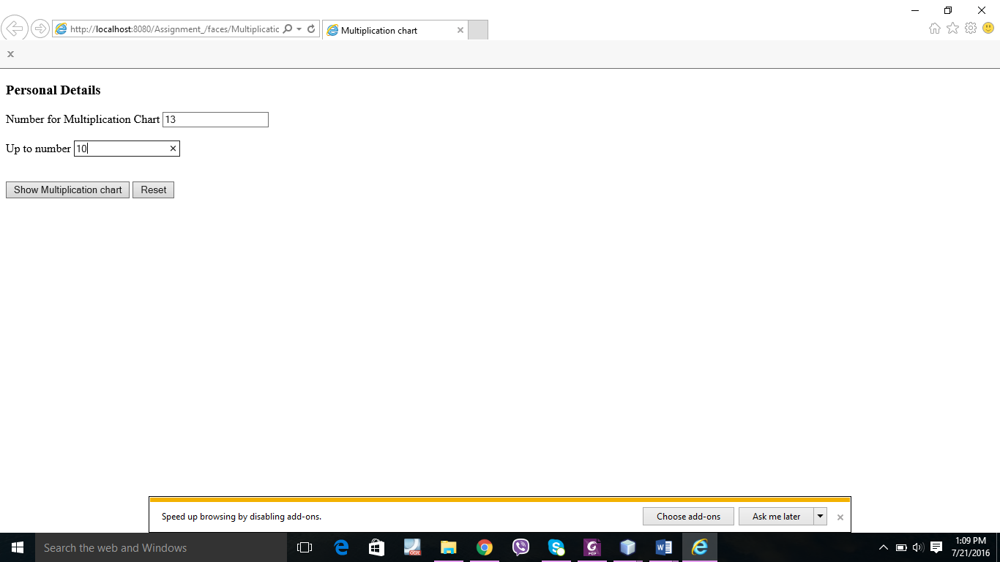 http://localhost:8080/Assignment_/faces/Multiplicatic
Multiplication chart
Personal Details
Number for Multiplication Chart 13
Up to number 10
Show Multiplication chart Reset
Speed up browsing by disabling add-ons. Choose add-ons Ask me later
Search the web and Windows
1:09 PM
7/21/2016